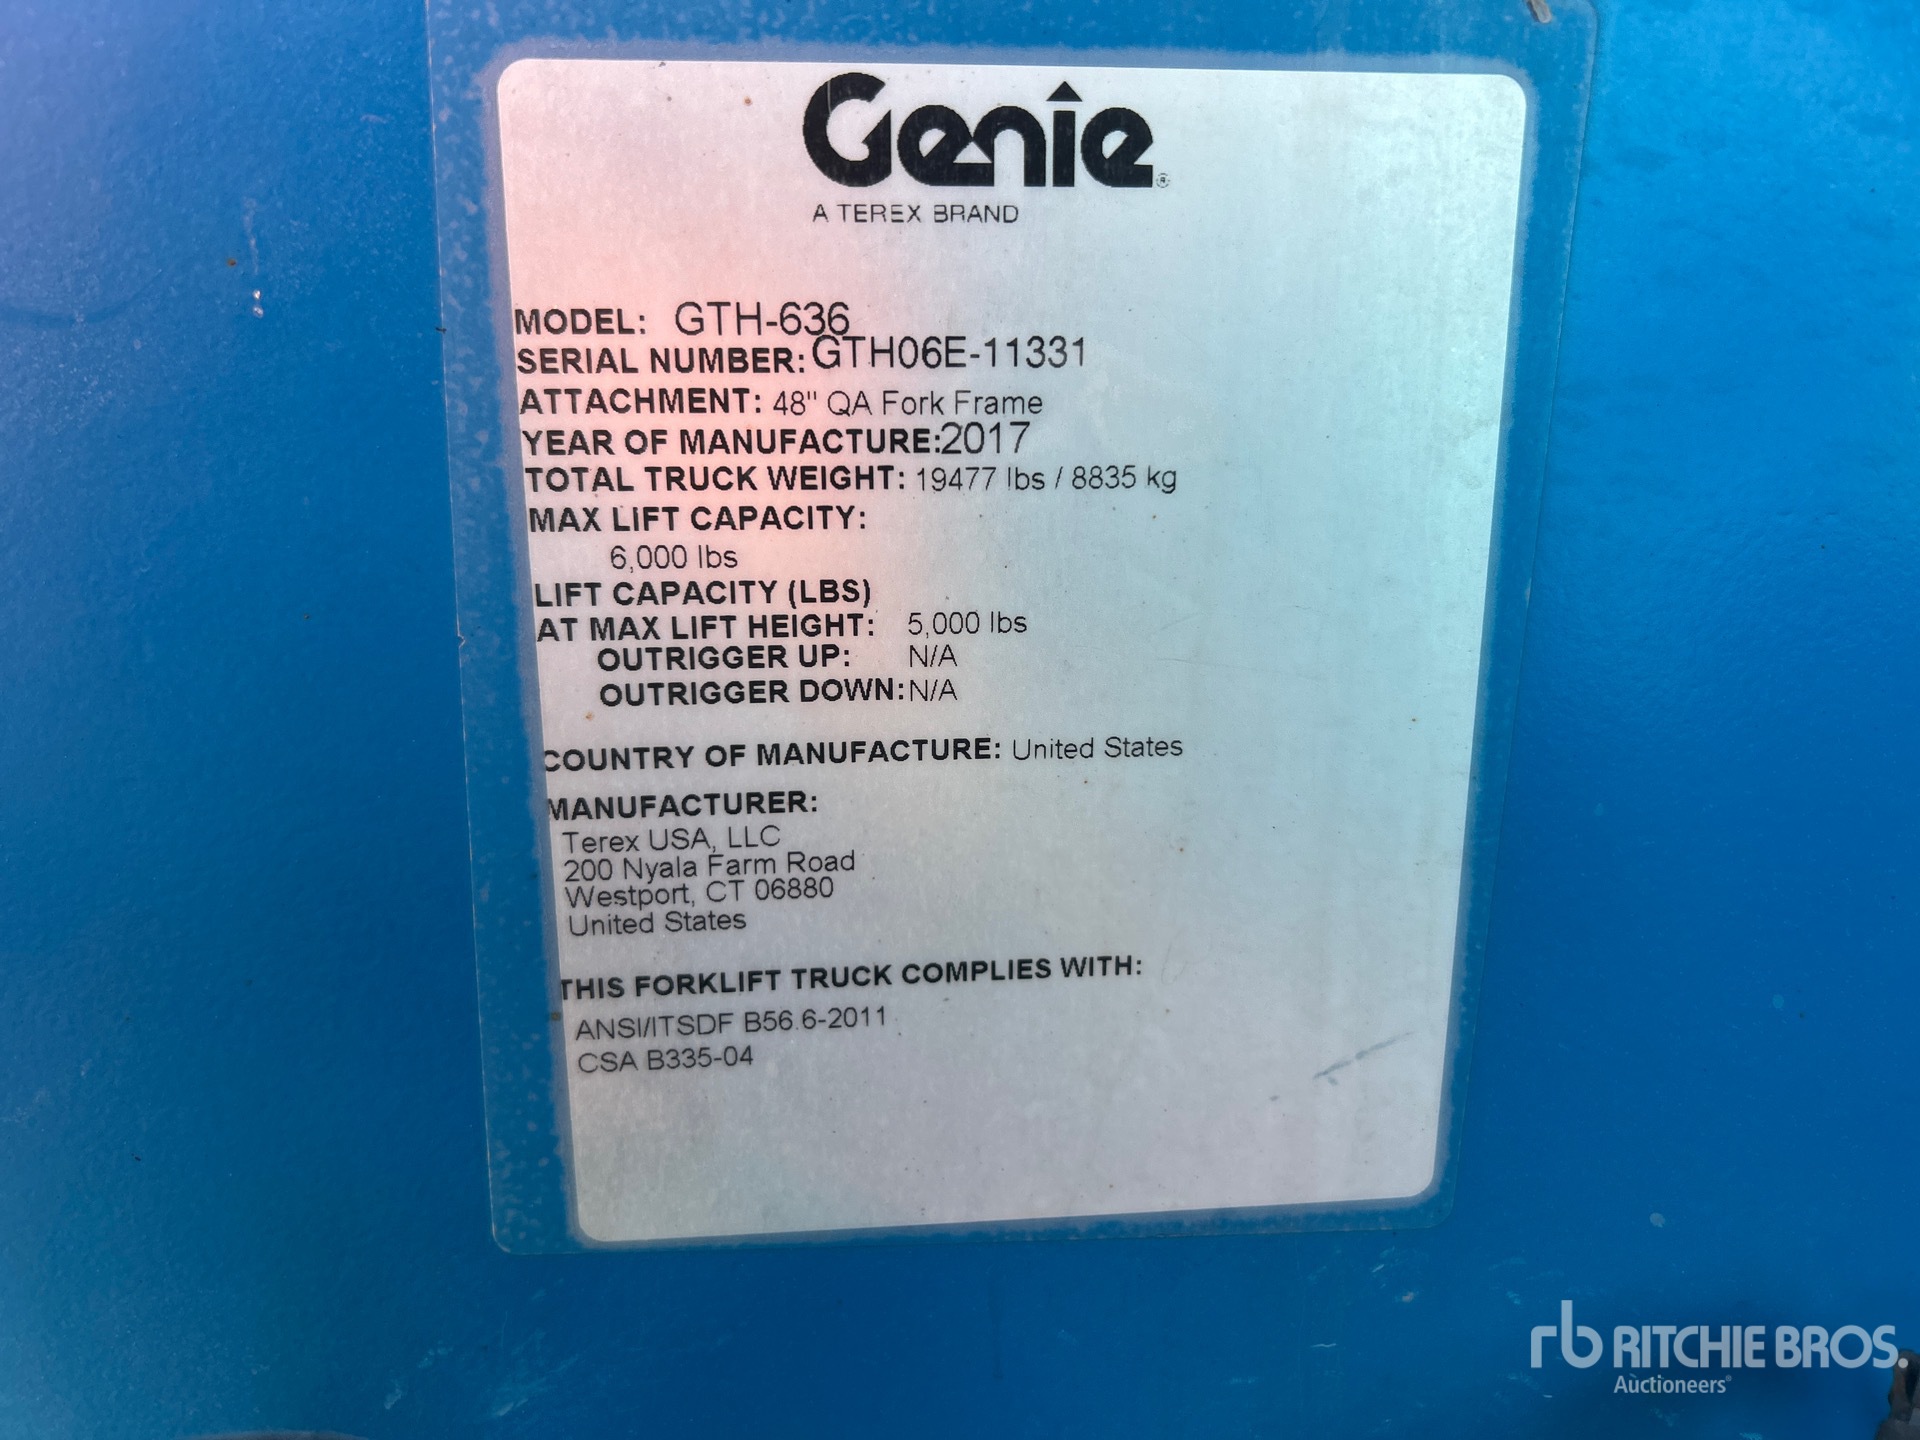 Genie
A TEREX BRAND
MODEL: GTH-636
SERIAL NUMBER: GTH06E-11331
ATTACHMENT: 48" QA Fork Frame
YEAR OF MANUFACTURE: 2017
TOTAL TRUCK WEIGHT: 19477 lbs / 8835 kg
MAX LIFT CAPACITY:
6,000 lbs
LIFT CAPACITY (LBS)
AT MAX LIFT HEIGHT: 5,000 lbs
OUTRIGGER UP: N/A
OUTRIGGER DOWN: N/A
COUNTRY OF MANUFACTURE: United States
MANUFACTURER:
Terex USA, LLC
200 Nyala Farm Road
Westport, CT 06880
United States
THIS FORKLIFT TRUCK COMPLIES WITH:
ANSI/ITSDF B56.6-2011
CSA B335-04
rb RITCHIE BROS.
Auctioneers